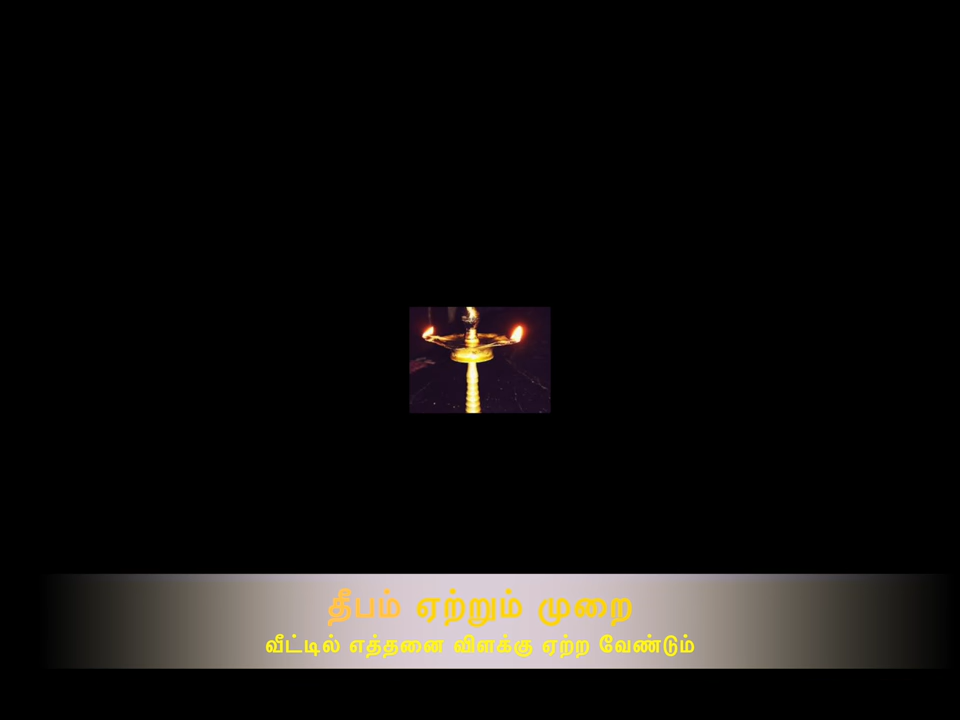 தீபம் ஏற்றும் முறை
வீட்டில் எத்தனை விளக்கு ஏற்ற வேண்டும்